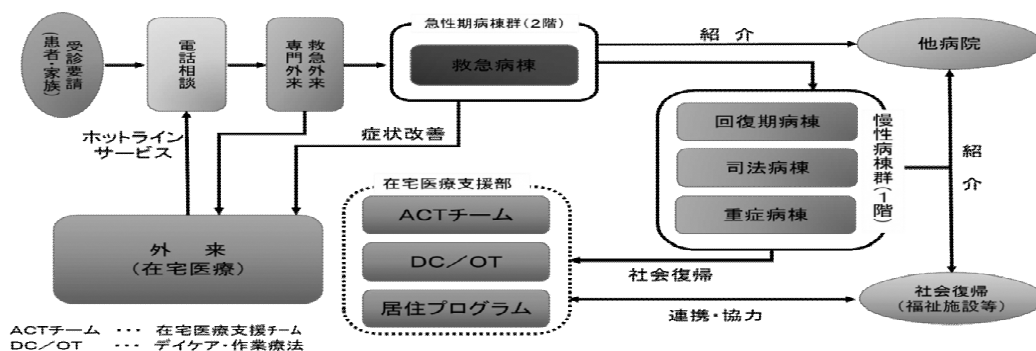 受診要請
(患者・家族)
電話相談
救急外来
専門外来
急性期病棟群(2階)
救急病棟
紹 介
他病院
ホットライン
サービス
症状改善
回復期病棟
司法病棟
重症病棟
慢性病棟群(1階)
紹 介
在宅医療支援部
ACTチーム
DC/OT
居住プログラム
外 来
(在宅医療)
社会復帰
連携・協力
社会復帰
(福祉施設等)
ACTチーム ・・・ 在宅医療支援チーム
DC/OT ・・・ デイケア・作業療法